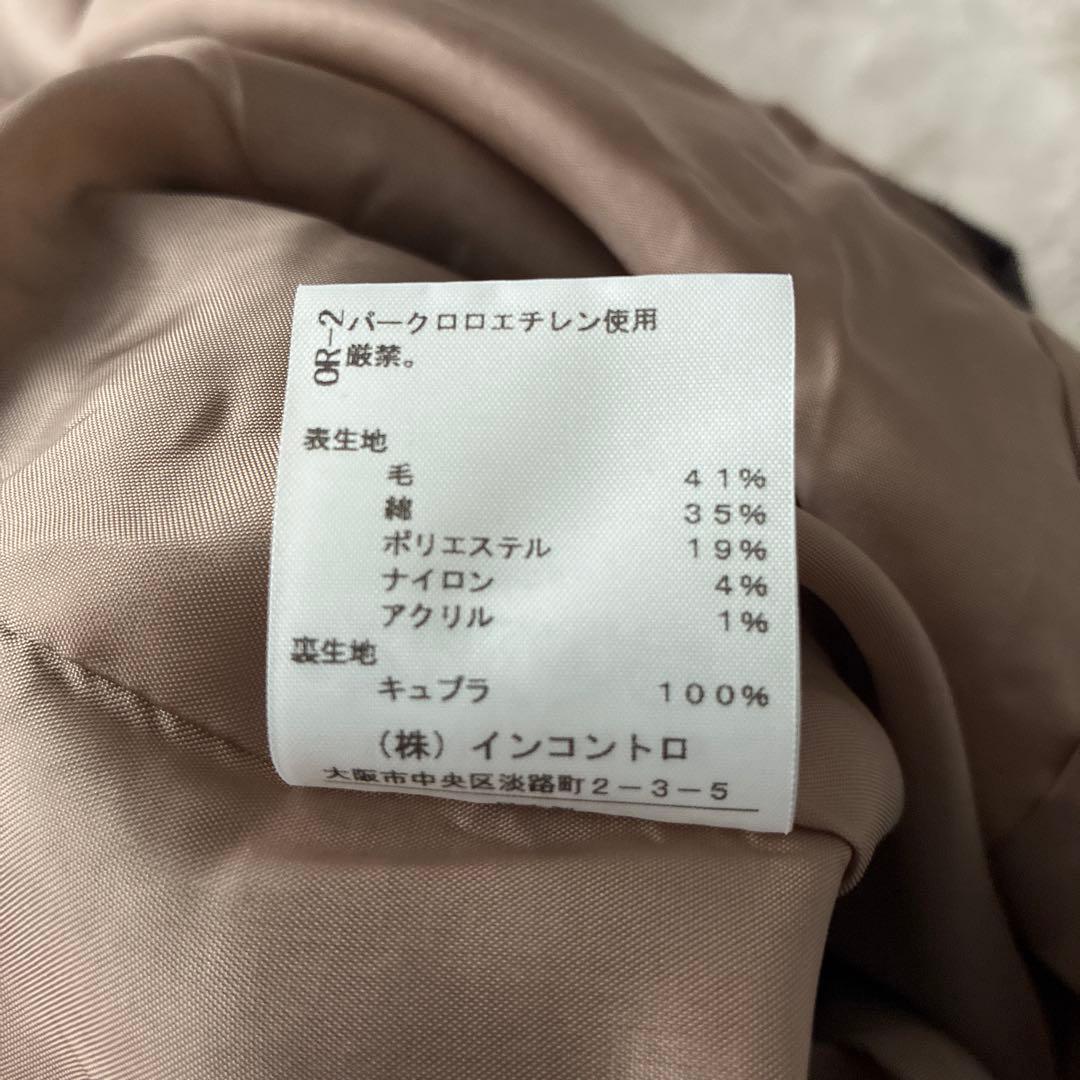 OR-2
パークロロエチレン使用
厳禁。
表生地
毛 41%
綿 35%
ポリエステル 19%
ナイロン 4%
アクリル 1%
裏生地
キュプラ 100%
(株)インコントロ
大阪市中央区淡路町2-3-5